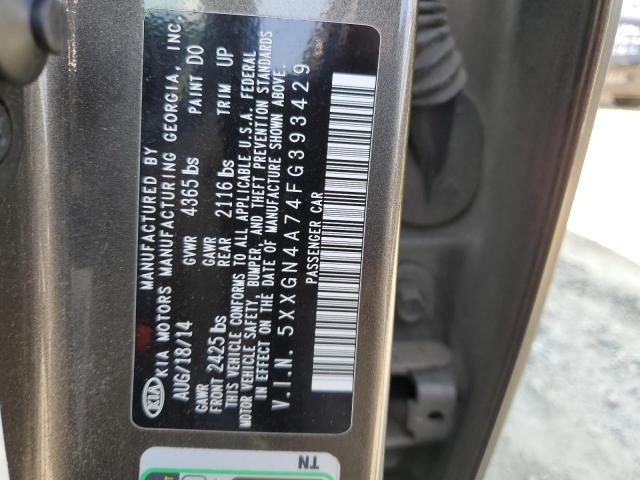 MANUFACTURED BY
KIA KIA MOTORS MANUFACTURING GEORGIA, INC.
AUG/18/14 GVWR 4365 lbs PAINT DO
GAWR GAWR
FRONT 2425 lbs REAR 2116 lbs TRIM UP
THIS VEHICLE CONFORMS TO ALL APPLICABLE U.S.A. FEDERAL
MOTOR VEHICLE SAFETY, BUMPER, AND THEFT PREVENTION STANDARDS
IN EFFECT ON THE DATE OF MANUFACTURE SHOWN ABOVE.
V.I.N. 5XXGN4A74FG393429
PASSENGER CAR
TN